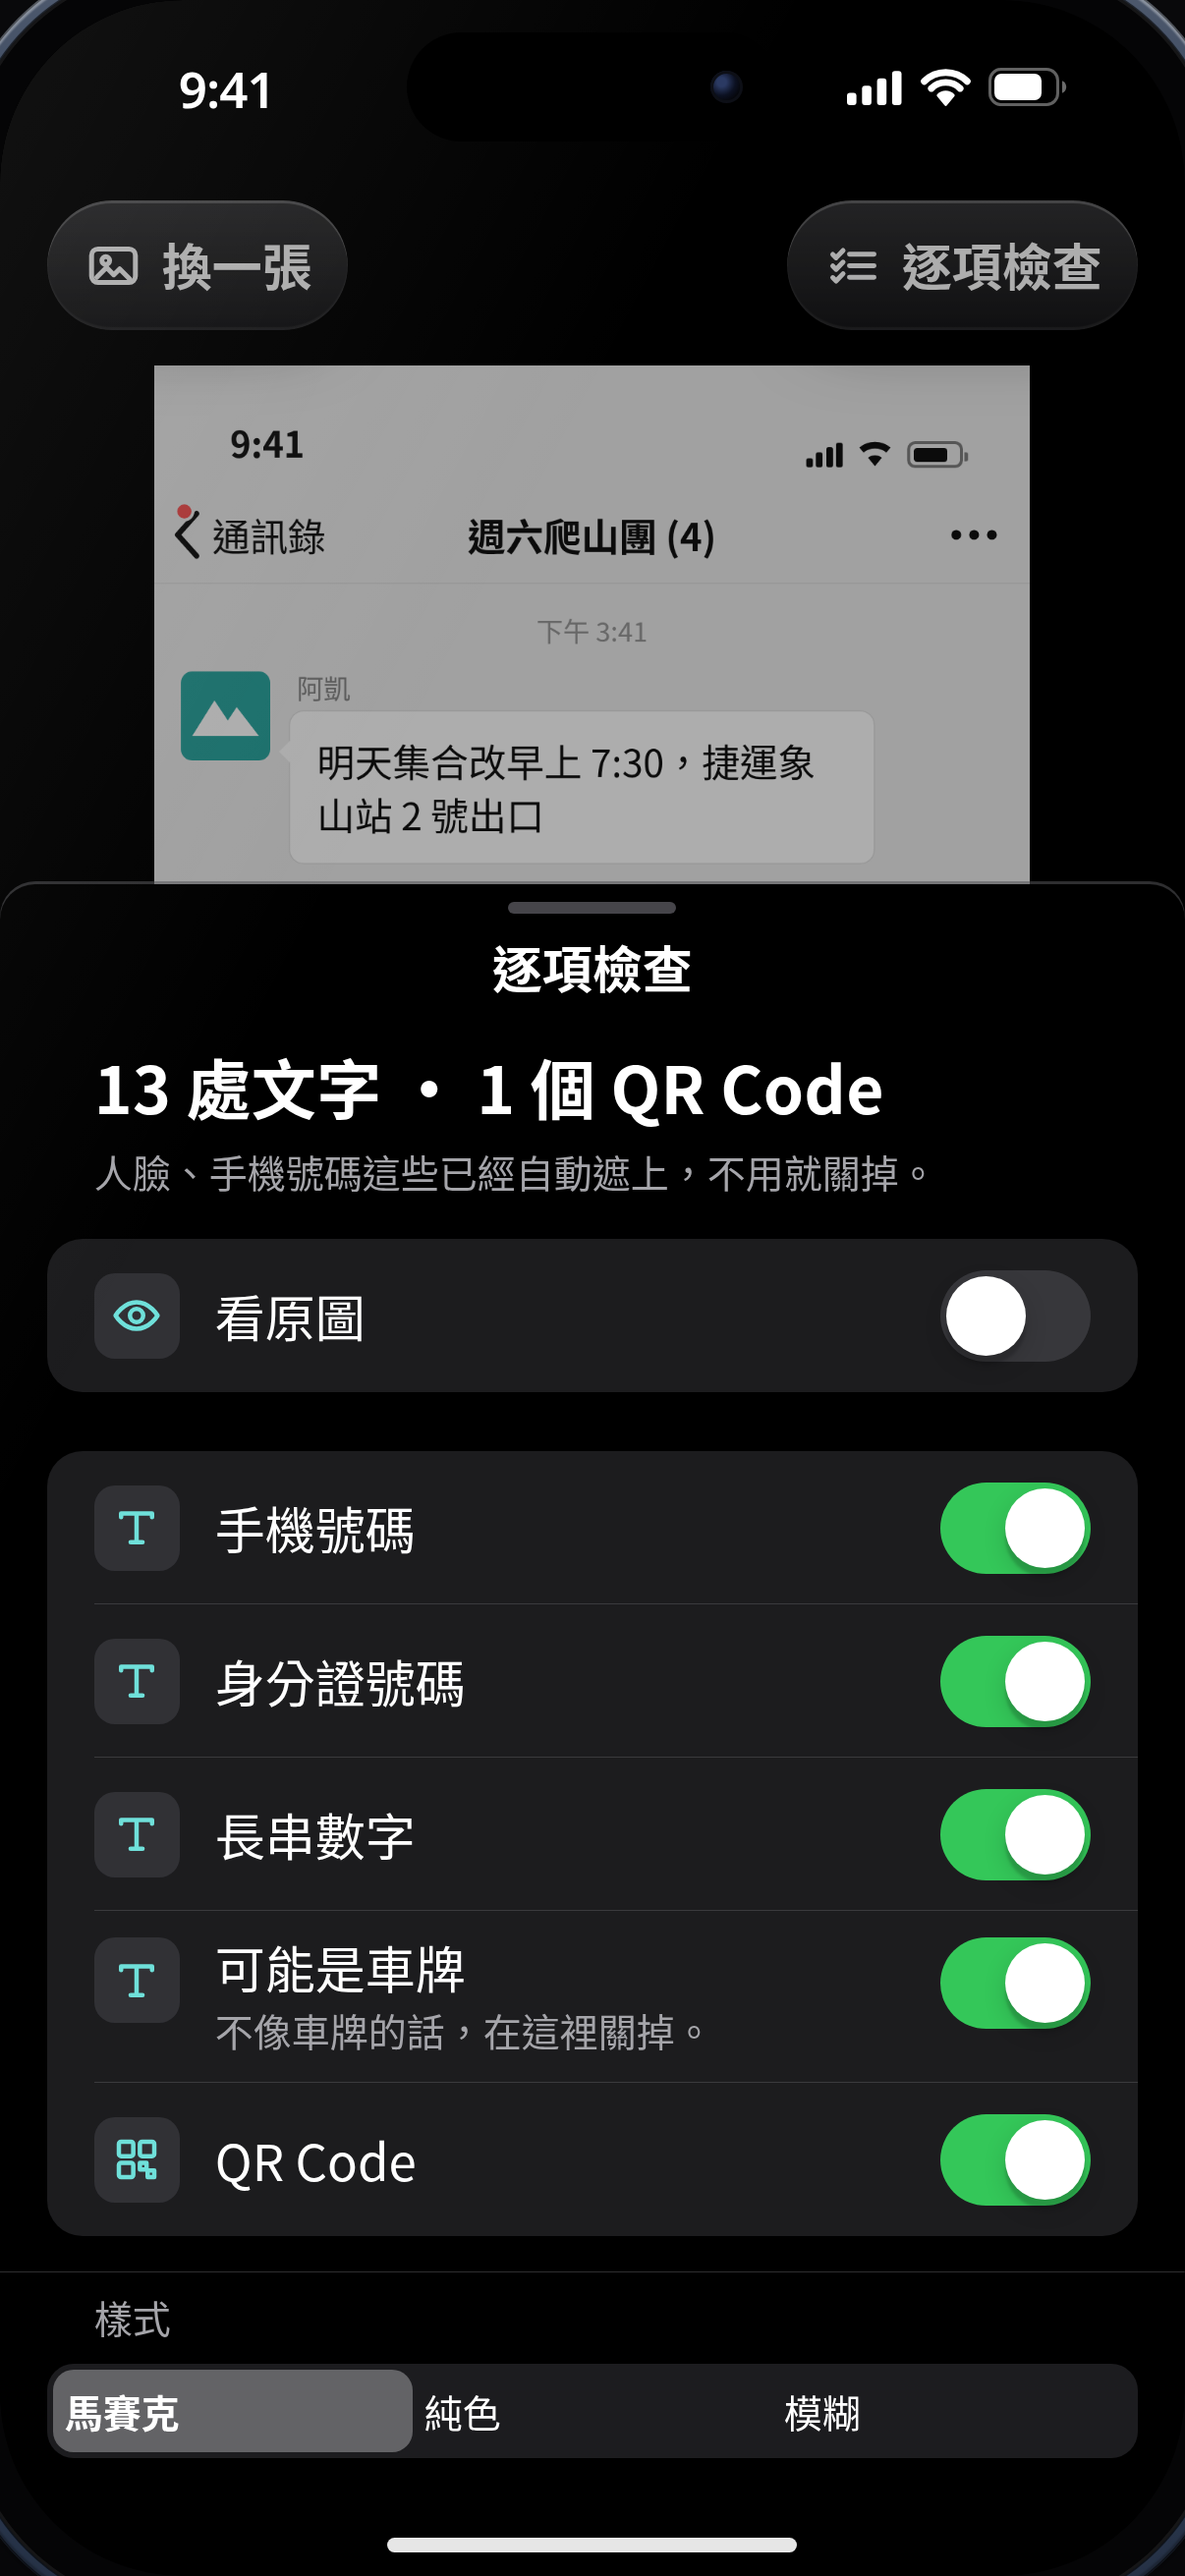 9:41
換一張
逐項檢查
9:41
通訊錄
週六爬山團 (4)
下午 3:41
阿凱
明天集合改早上 7:30，捷運象
山站 2 號出口
逐項檢查
13 處文字 ・ 1 個 QR Code
人臉、手機號碼這些已經自動遮上，不用就關掉。
看原圖
手機號碼
身分證號碼
長串數字
可能是車牌
不像車牌的話，在這裡關掉。
QR Code
樣式
馬賽克
純色
模糊